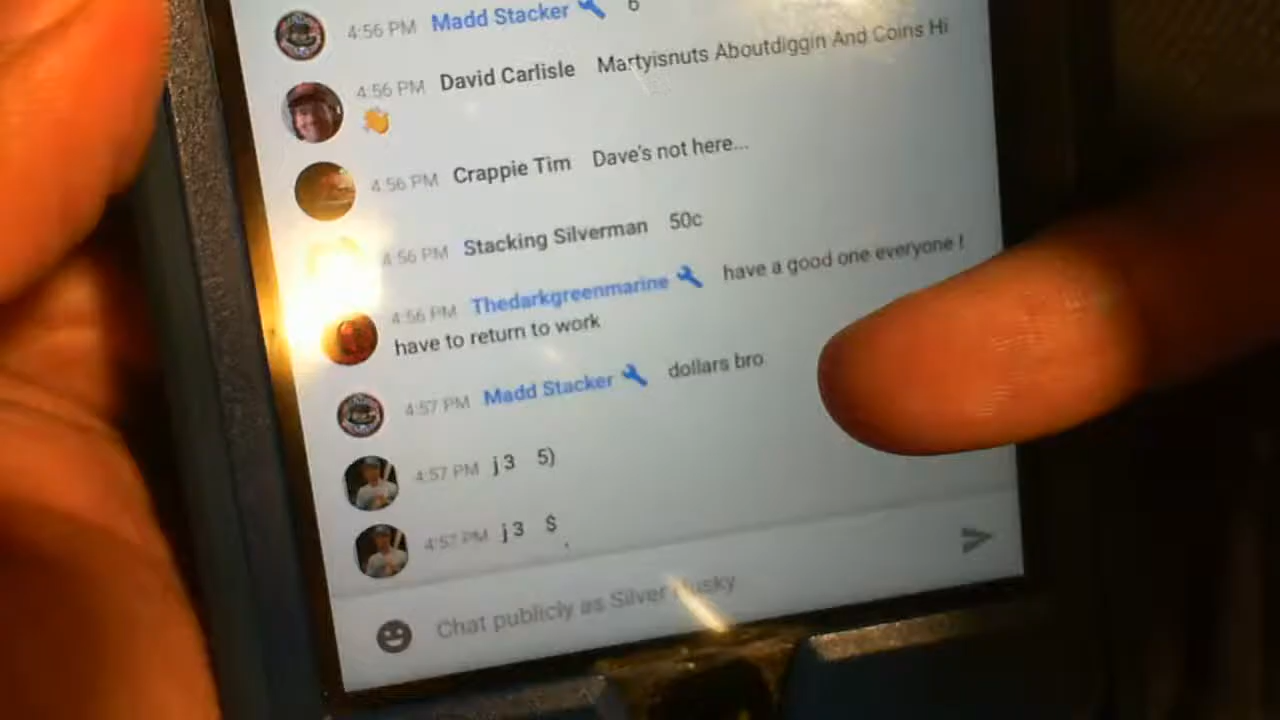 4:56 PM Madd Stacker 6
4:56 PM David Carlisle Martyisnuts Aboutdiggin And Coins Hi
4:56 PM Crappie Tim Dave's not here...
4:56 PM Stacking Silverman 50c
4:56 PM Thedarkgreenmarine have a good one everyone !
have to return to work
4:57 PM Madd Stacker dollars bro
4:57 PM j 3 5)
4:57 PM j 3 $
Chat publicly as Silver